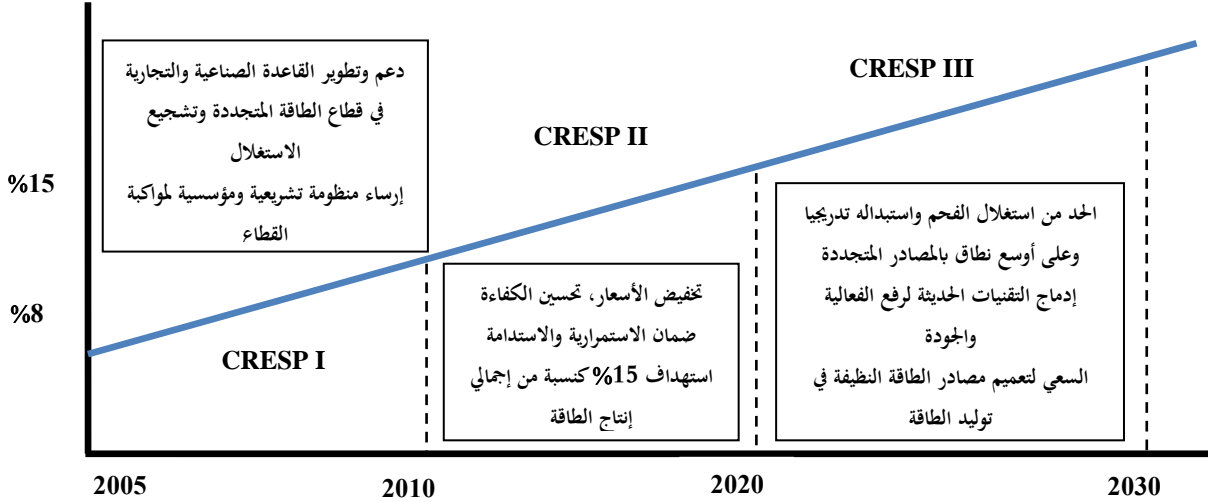 دعم وتطوير القاعدة الصناعية والتجارية
في قطاع الطاقة المتجددة وتشجيع
الاستغلال
إرساء منظومة تشريعية ومؤسسية لمواكبة
القطاع
CRESP III
CRESP II
%15
الحد من استغلال الفحم واستبداله تدريجيا
وعلى أوسع نطاق بالمصادر المتجددة
إدماج التقنيات الحديثة لرفع الفعالية
والجودة
السعي لتعميم مصادر الطاقة النظيفة في
توليد الطاقة
تخفيض الأسعار، تحسين الكفاءة
ضمان الاستمرارية والاستدامة
استهداف 15% كنسبة من إجمالي
إنتاج الطاقة
%8
CRESP I
2005
2010
2020
2030